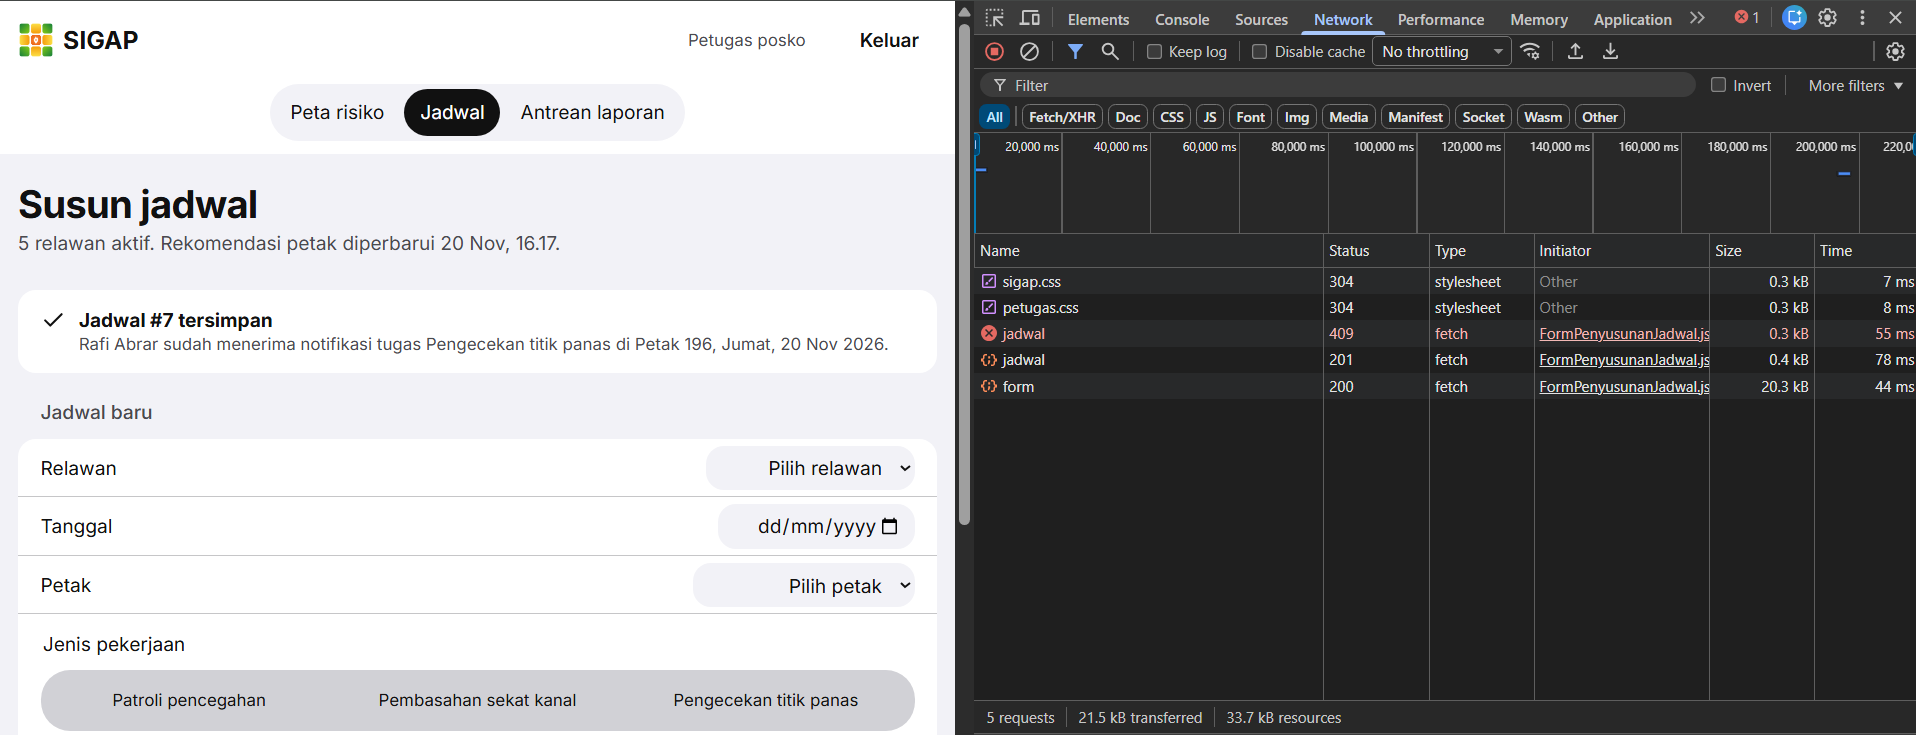 SIGAP
Petugas posko
Keluar
Peta risiko
Jadwal
Antrean laporan
Susun jadwal
5 relawan aktif. Rekomendasi petak diperbarui 20 Nov, 16.17.
Jadwal #7 tersimpan
Rafi Abrar sudah menerima notifikasi tugas Pengecekan titik panas di Petak 196, Jumat, 20 Nov 2026.
Jadwal baru
Relawan
Pilih relawan
Tanggal
dd/mm/yyyy
Petak
Pilih petak
Jenis pekerjaan
Patroli pencegahan
Pembasahan sekat kanal
Pengecekan titik panas
Elements Console Sources Network Performance Memory Application 1
Keep log Disable cache No throttling
Filter Invert More filters
All Fetch/XHR Doc CSS JS Font Img Media Manifest Socket Wasm Other
20,000 ms 40,000 ms 60,000 ms 80,000 ms 100,000 ms 120,000 ms 140,000 ms 160,000 ms 180,000 ms 200,000 ms 220,0
Name Status Type Initiator Size Time
sigap.css 304 stylesheet Other 0.3 kB 7 ms
petugas.css 304 stylesheet Other 0.3 kB 8 ms
jadwal 409 fetch FormPenyusunanJadwal.js 0.3 kB 55 ms
jadwal 201 fetch FormPenyusunanJadwal.js 0.4 kB 78 ms
form 200 fetch FormPenyusunanJadwal.js 20.3 kB 44 ms
5 requests 21.5 kB transferred 33.7 kB resources